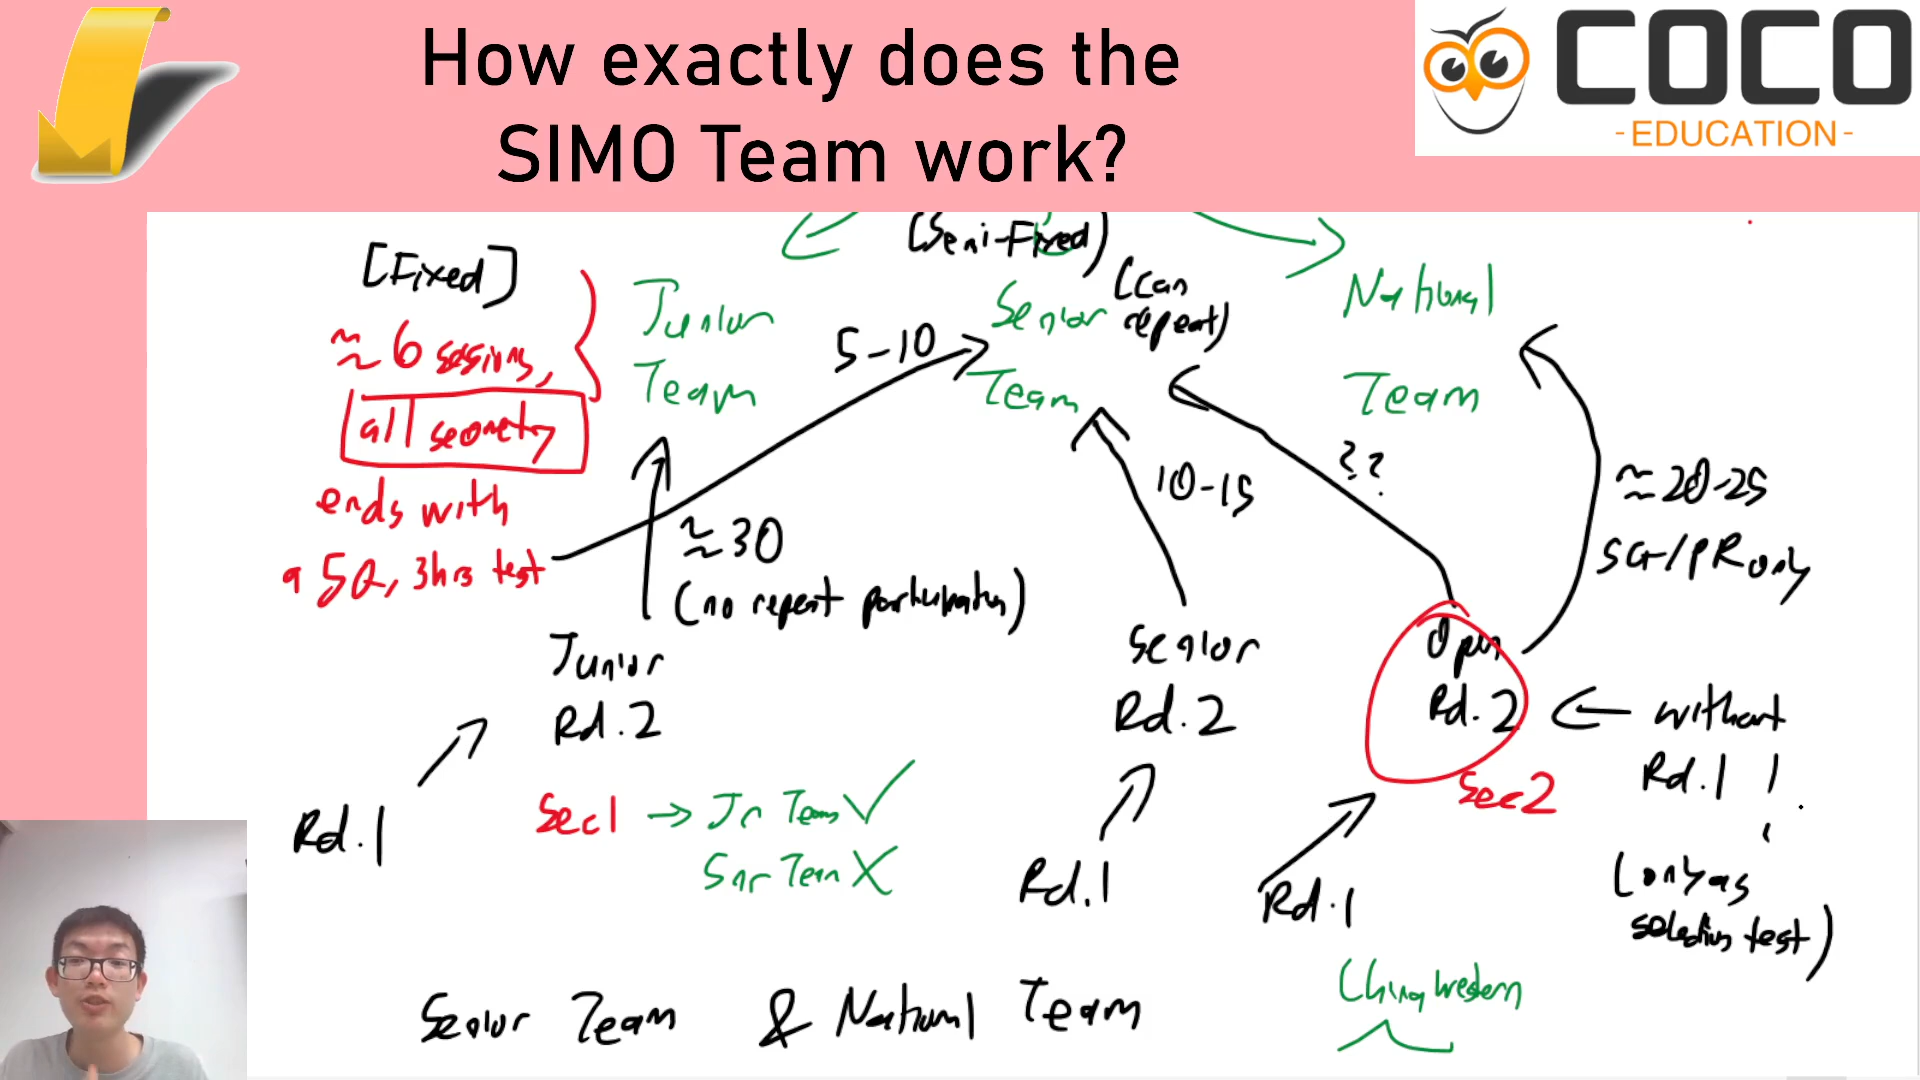 How exactly does the
SIMO Team work?
COCO
- EDUCATION -
[Fixed]
≈ 6 sessions,
all geometry
ends with
a 5Q, 3hrs test
Junior
Team
5-10
(Semi-Fixed)
Senior
Team
(can
repeat)
National
Team
≈30
(no repeat participation)
10-15
??
≈20-25
SG/PR only
Junior
Rd.2
Senior
Rd.2
Open
Rd.2
Sec2
← without
Rd.1 !
(only as
selection test)
Rd.1
Sec1 → Jr Team ✓
Snr Team X
Rd.1
Rd.1
China Western
Senior Team & National Team